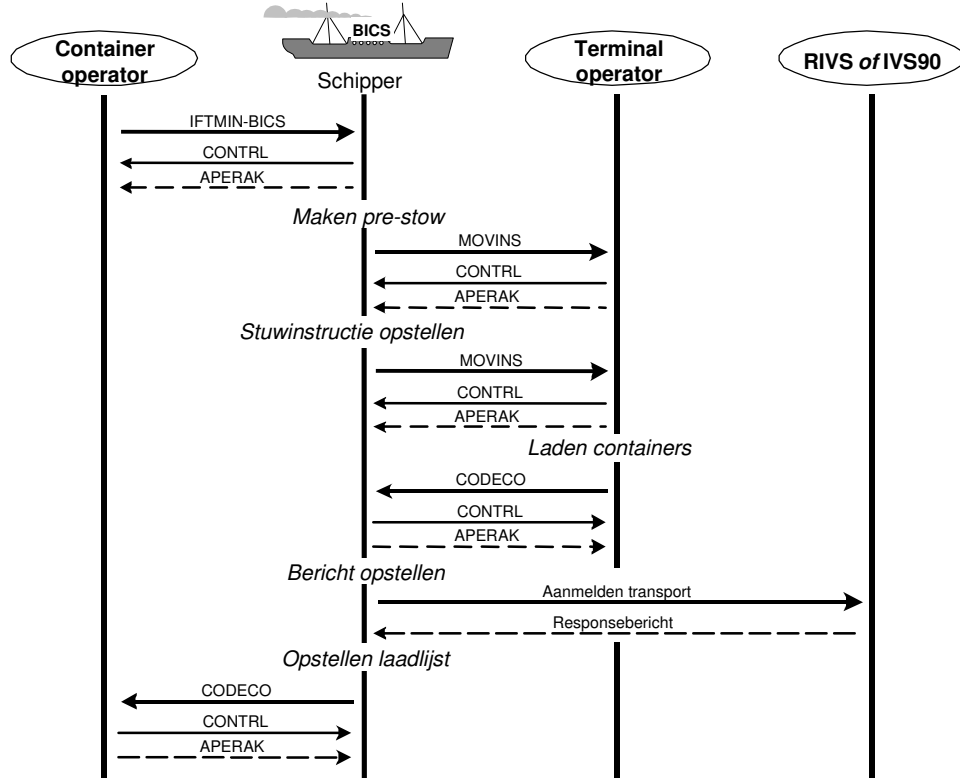 BICS
Container
operator
Schipper
Terminal
operator
RIVS of IVS90
IFTMIN-BICS
CONTRL
APERAK
Maken pre-stow
MOVINS
CONTRL
APERAK
Stuwinstructie opstellen
MOVINS
CONTRL
APERAK
Laden containers
CODECO
CONTRL
APERAK
Bericht opstellen
Aanmelden transport
Responsebericht
Opstellen laadlijst
CODECO
CONTRL
APERAK